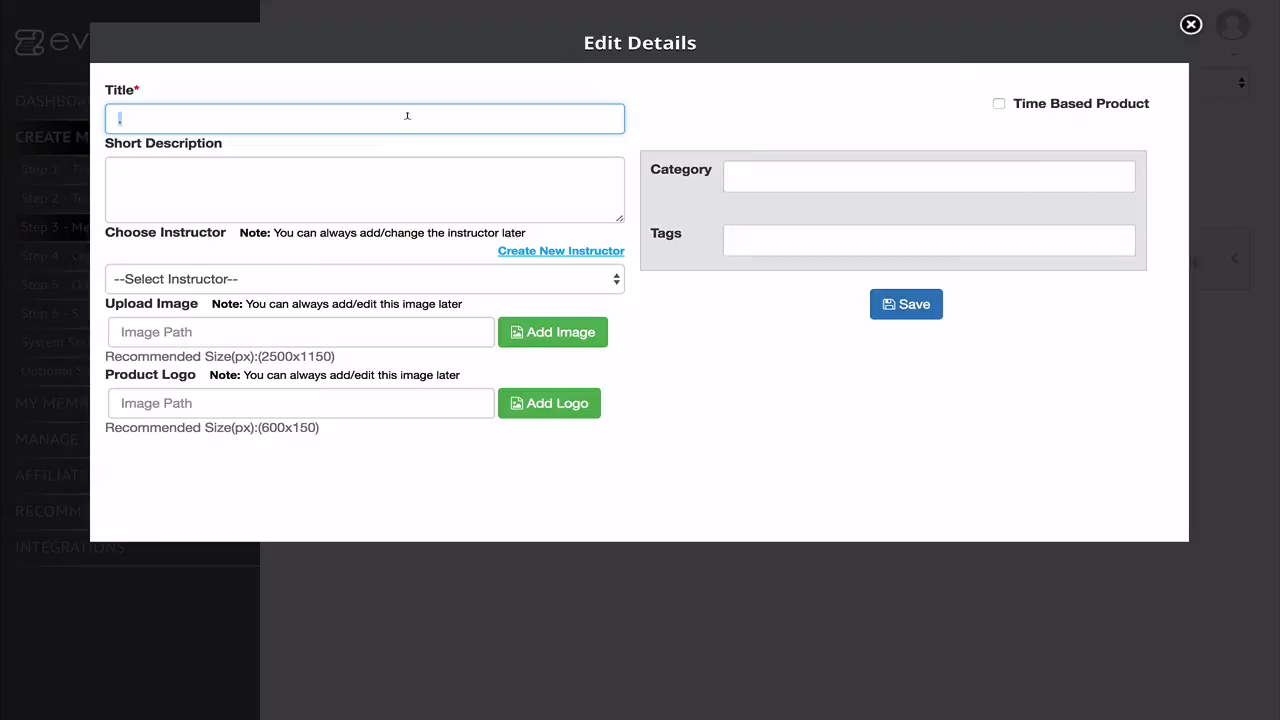 ev
Edit Details
DASHBOA
CREATE M
Step 1 - T
Step 2 - T
Step 3 - Me
Step 4 -
Step 5 -
Step 6 - S
System Se
Optional S
MY MEM
MANAGE
AFFILIAT
RECOMM
INTEGRATIONS
Title*
.
Short Description
Choose Instructor Note: You can always add/change the instructor later
Create New Instructor
--Select Instructor--
Upload Image Note: You can always add/edit this image later
Image Path Add Image
Recommended Size(px):(2500x1150)
Product Logo Note: You can always add/edit this image later
Image Path Add Logo
Recommended Size(px):(600x150)
Time Based Product
Category
Tags
Save